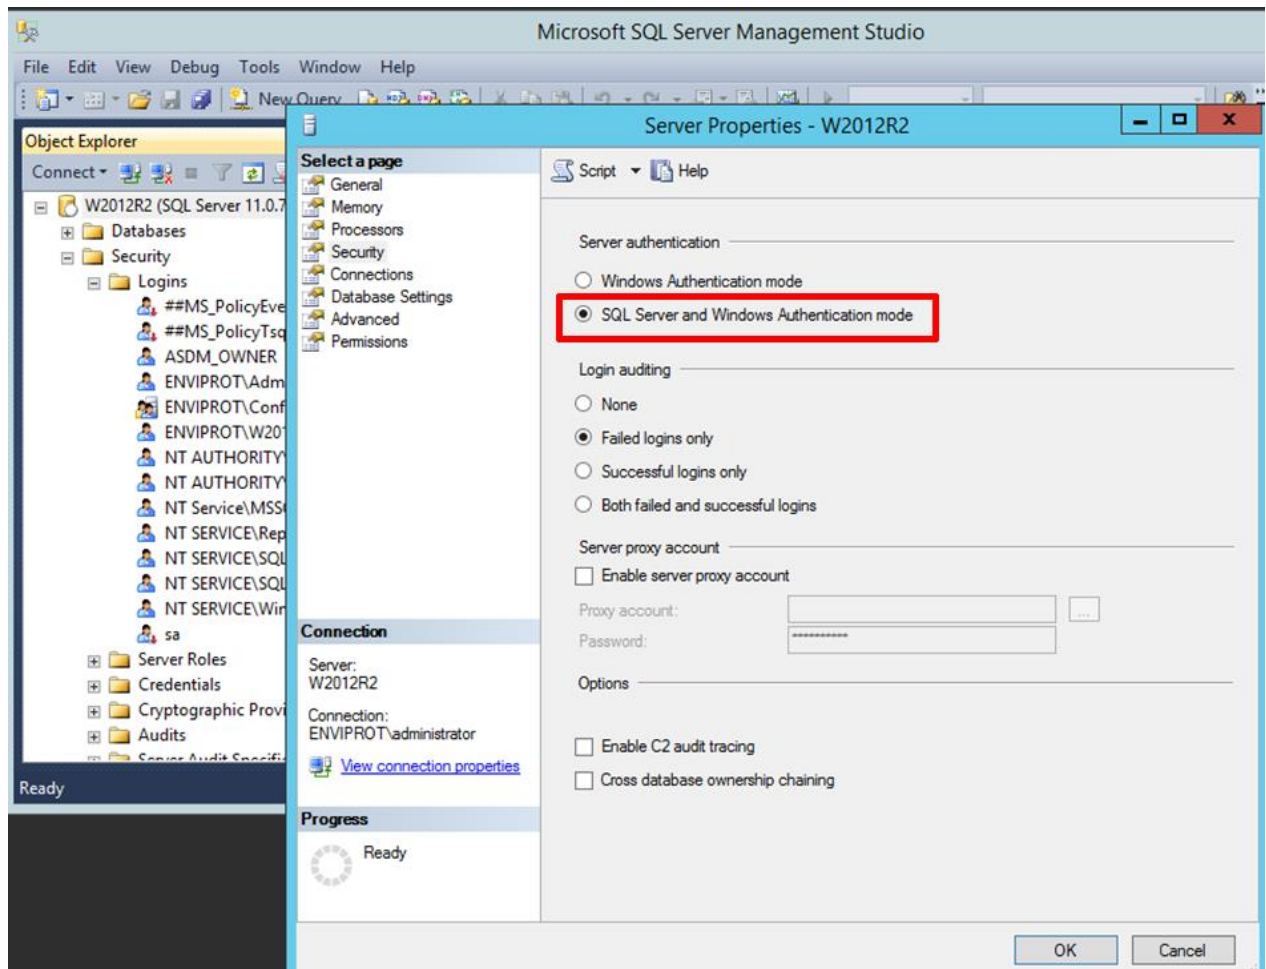 Microsoft SQL Server Management Studio
File Edit View Debug Tools Window Help
New Query
Object Explorer
Connect
W2012R2 (SQL Server 11.0.7
Databases
Security
Logins
##MS_PolicyEve
##MS_PolicyTsq
ASDM_OWNER
ENVIPROT\Adm
ENVIPROT\Conf
ENVIPROT\W201
NT AUTHORITY
NT AUTHORITY
NT Service\MSS
NT SERVICE\Rep
NT SERVICE\SQL
NT SERVICE\SQL
NT SERVICE\Win
sa
Server Roles
Credentials
Cryptographic Provi
Audits
Server Audit Specifi
Ready
Server Properties - W2012R2
Select a page
General
Memory
Processors
Security
Connections
Database Settings
Advanced
Permissions
Connection
Server:
W2012R2
Connection:
ENVIPROT\administrator
View connection properties
Progress
Ready
Script Help
Server authentication
Windows Authentication mode
SQL Server and Windows Authentication mode
Login auditing
None
Failed logins only
Successful logins only
Both failed and successful logins
Server proxy account
Enable server proxy account
Proxy account:
...
Password:
**********
Options
Enable C2 audit tracing
Cross database ownership chaining
OK Cancel